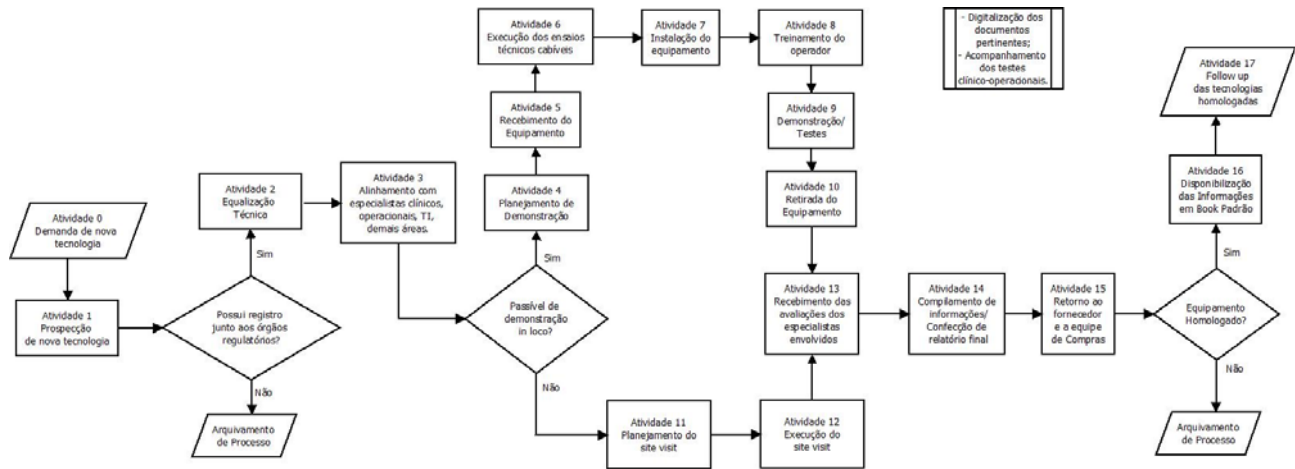 Atividade 0
Demanda de nova
tecnologia
Atividade 1
Prospecção
de nova tecnologia
Possui registro
junto aos órgãos
regulatórios?
Sim
Não
Arquivamento
de Processo
Atividade 2
Equalização
Técnica
Atividade 3
Alinhamento com
especialistas clínicos,
operacionais, TI,
demais áreas.
Passível de
demonstração
in loco?
Sim
Não
Atividade 4
Planejamento de
Demonstração
Atividade 5
Recebimento do
Equipamento
Atividade 6
Execução dos ensaios
técnicos cabíveis
Atividade 7
Instalação do
equipamento
Atividade 8
Treinamento do
operador
Atividade 9
Demonstração/
Testes
Atividade 10
Retirada do
Equipamento
Atividade 11
Planejamento do
site visit
Atividade 12
Execução do
site visit
Atividade 13
Recebimento das
avaliações dos
especialistas
envolvidos
Atividade 14
Compilamento de
informações/
Confecção de
relatório final
Atividade 15
Retorno ao
fornecedor
e a equipe
de Compras
Equipamento
Homologado?
Sim
Não
Arquivamento
de Processo
Atividade 16
Disponibilização
das Informações
em Book Padrão
Atividade 17
Follow up
das tecnologias
homologadas
- Digitalização dos
documentos
pertinentes;
- Acompanhamento
dos testes
clínico-operacionais.